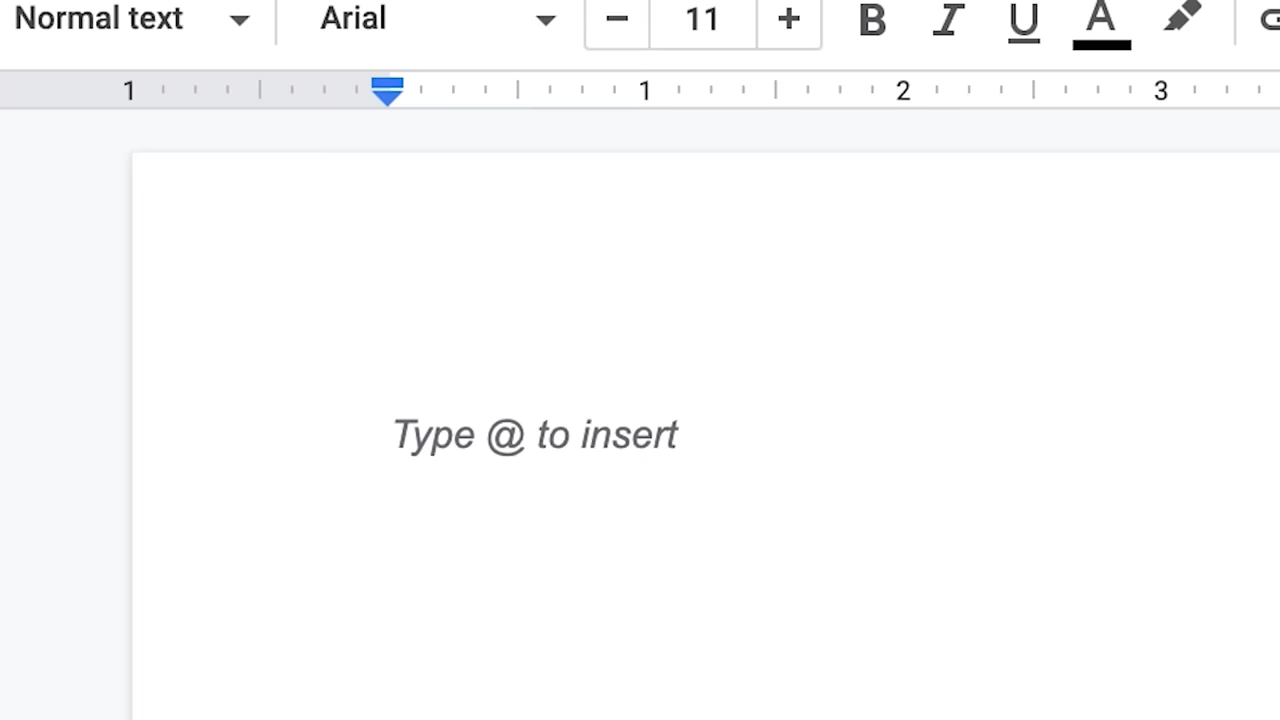 Normal text Arial − 11 + B I U A
1 1 2 3
Type @ to insert